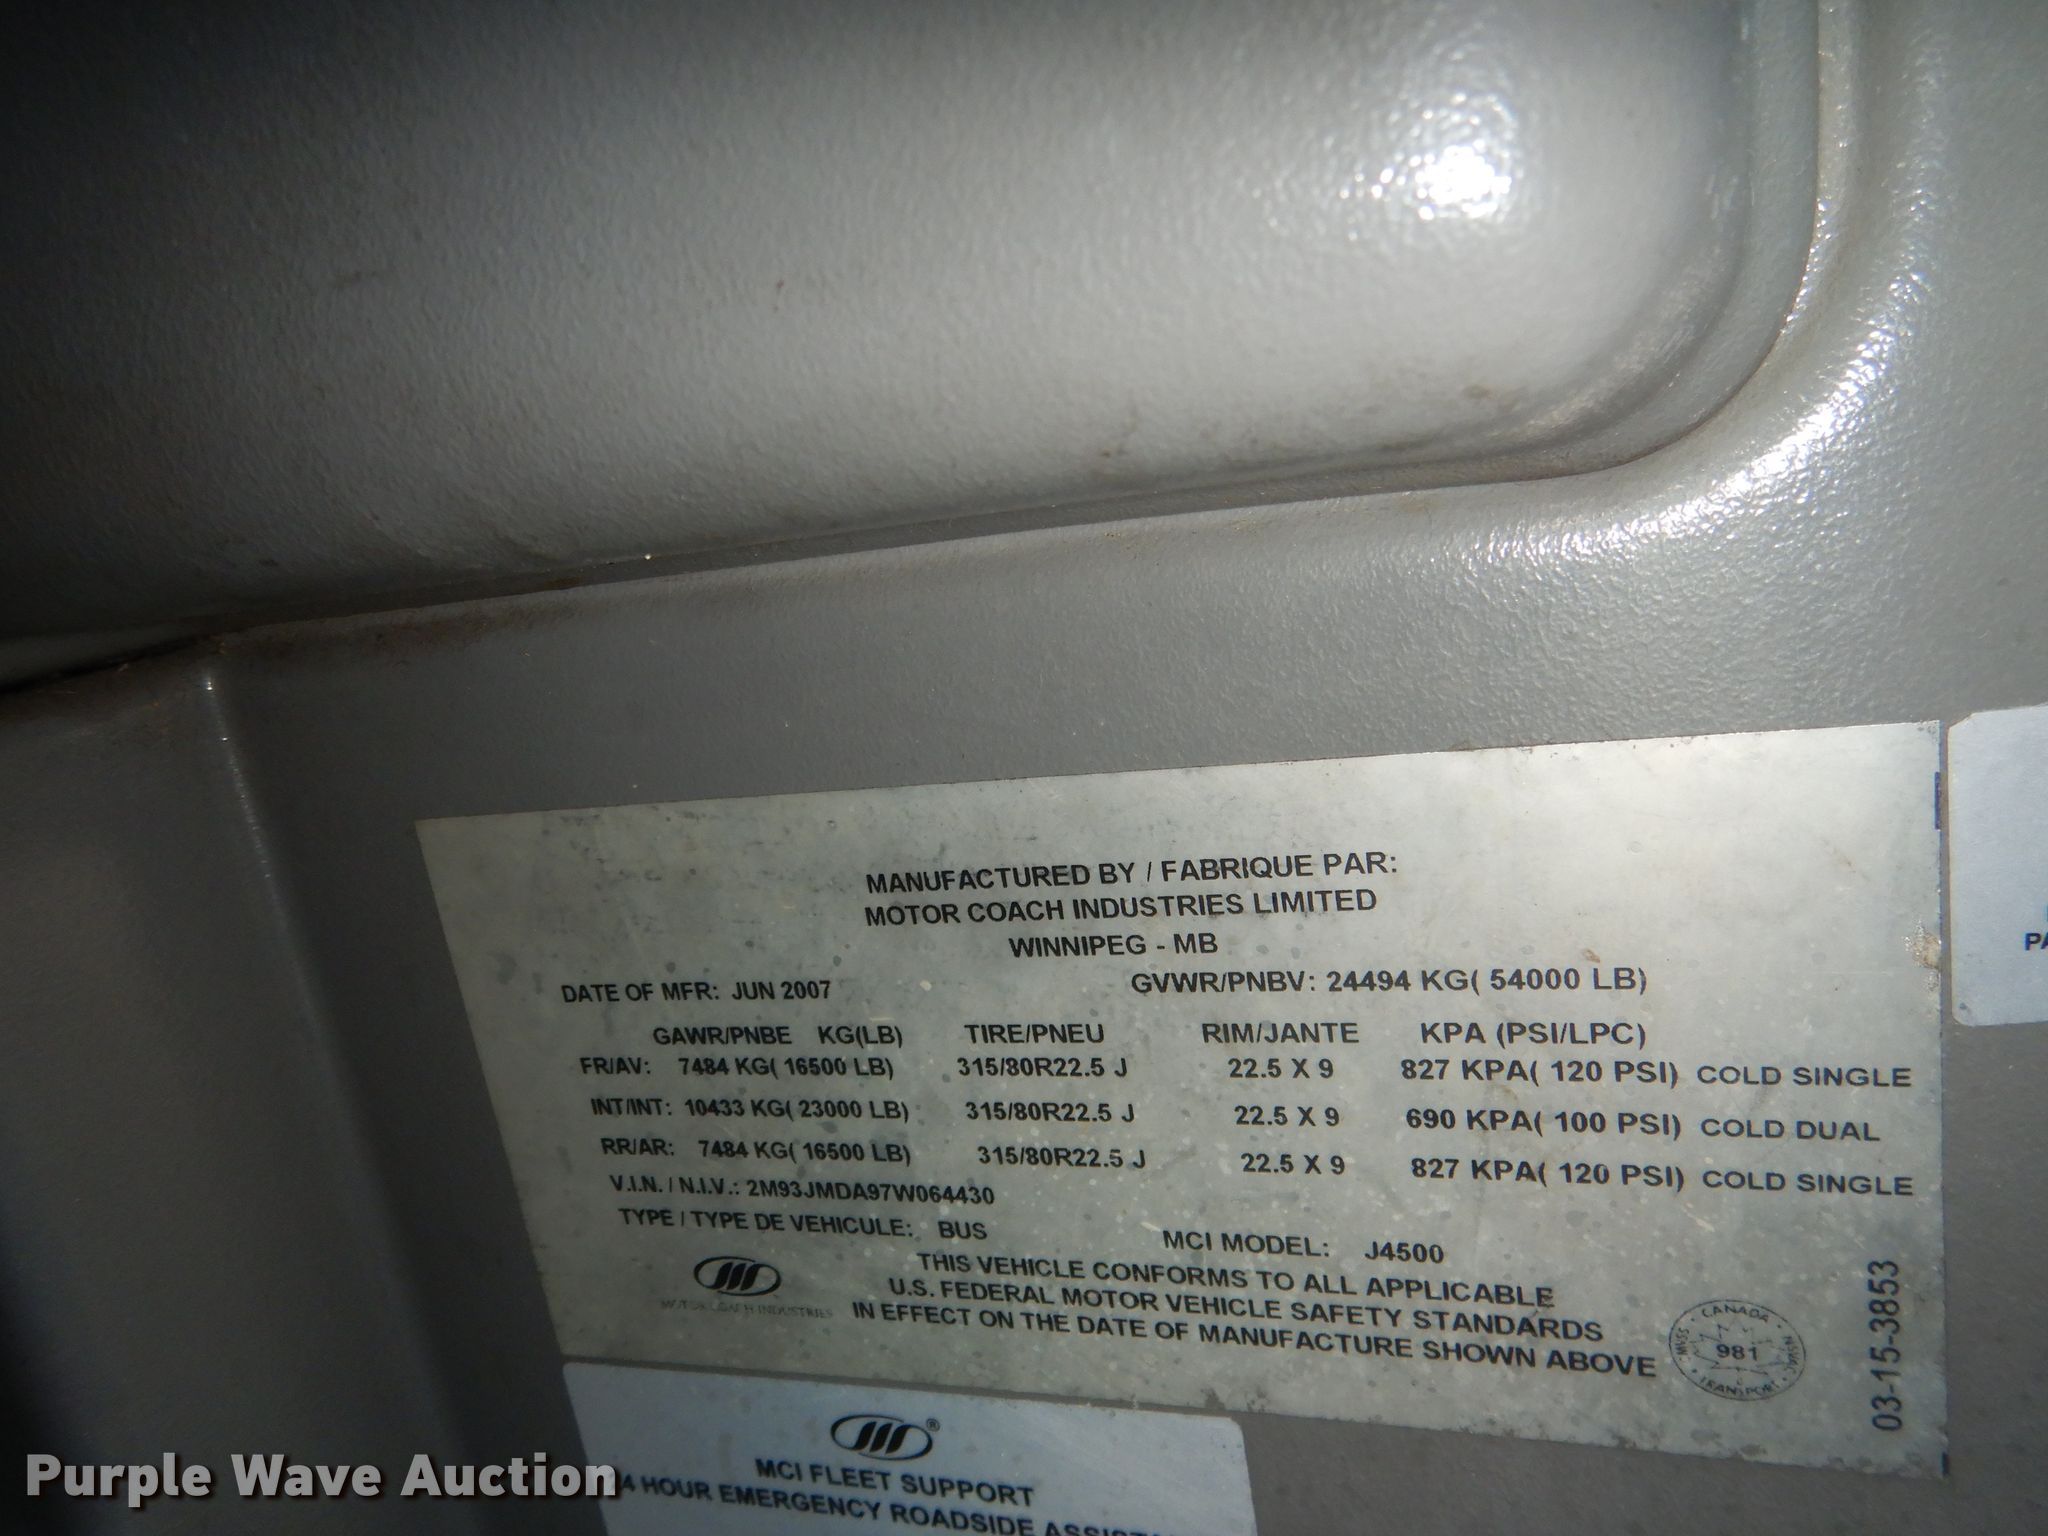 MANUFACTURED BY / FABRIQUE PAR:
MOTOR COACH INDUSTRIES LIMITED
WINNIPEG - MB
DATE OF MFR: JUN 2007 GVWR/PNBV: 24494 KG( 54000 LB)
GAWR/PNBE KG(LB) TIRE/PNEU RIM/JANTE KPA (PSI/LPC)
FR/AV: 7484 KG( 16500 LB) 315/80R22.5 J 22.5 X 9 827 KPA( 120 PSI) COLD SINGLE
INT/INT: 10433 KG( 23000 LB) 315/80R22.5 J 22.5 X 9 690 KPA( 100 PSI) COLD DUAL
RR/AR: 7484 KG( 16500 LB) 315/80R22.5 J 22.5 X 9 827 KPA( 120 PSI) COLD SINGLE
V.I.N. / N.I.V.: 2M93JMDA97W064430
TYPE / TYPE DE VEHICULE: BUS MCI MODEL: J4500
THIS VEHICLE CONFORMS TO ALL APPLICABLE
U.S. FEDERAL MOTOR VEHICLE SAFETY STANDARDS
IN EFFECT ON THE DATE OF MANUFACTURE SHOWN ABOVE
MOTOR COACH INDUSTRIES
CANADA
981
TRANSPORT
03-15-3853
PA
®
MCI FLEET SUPPORT
4 HOUR EMERGENCY ROADSIDE
Purple Wave Auction